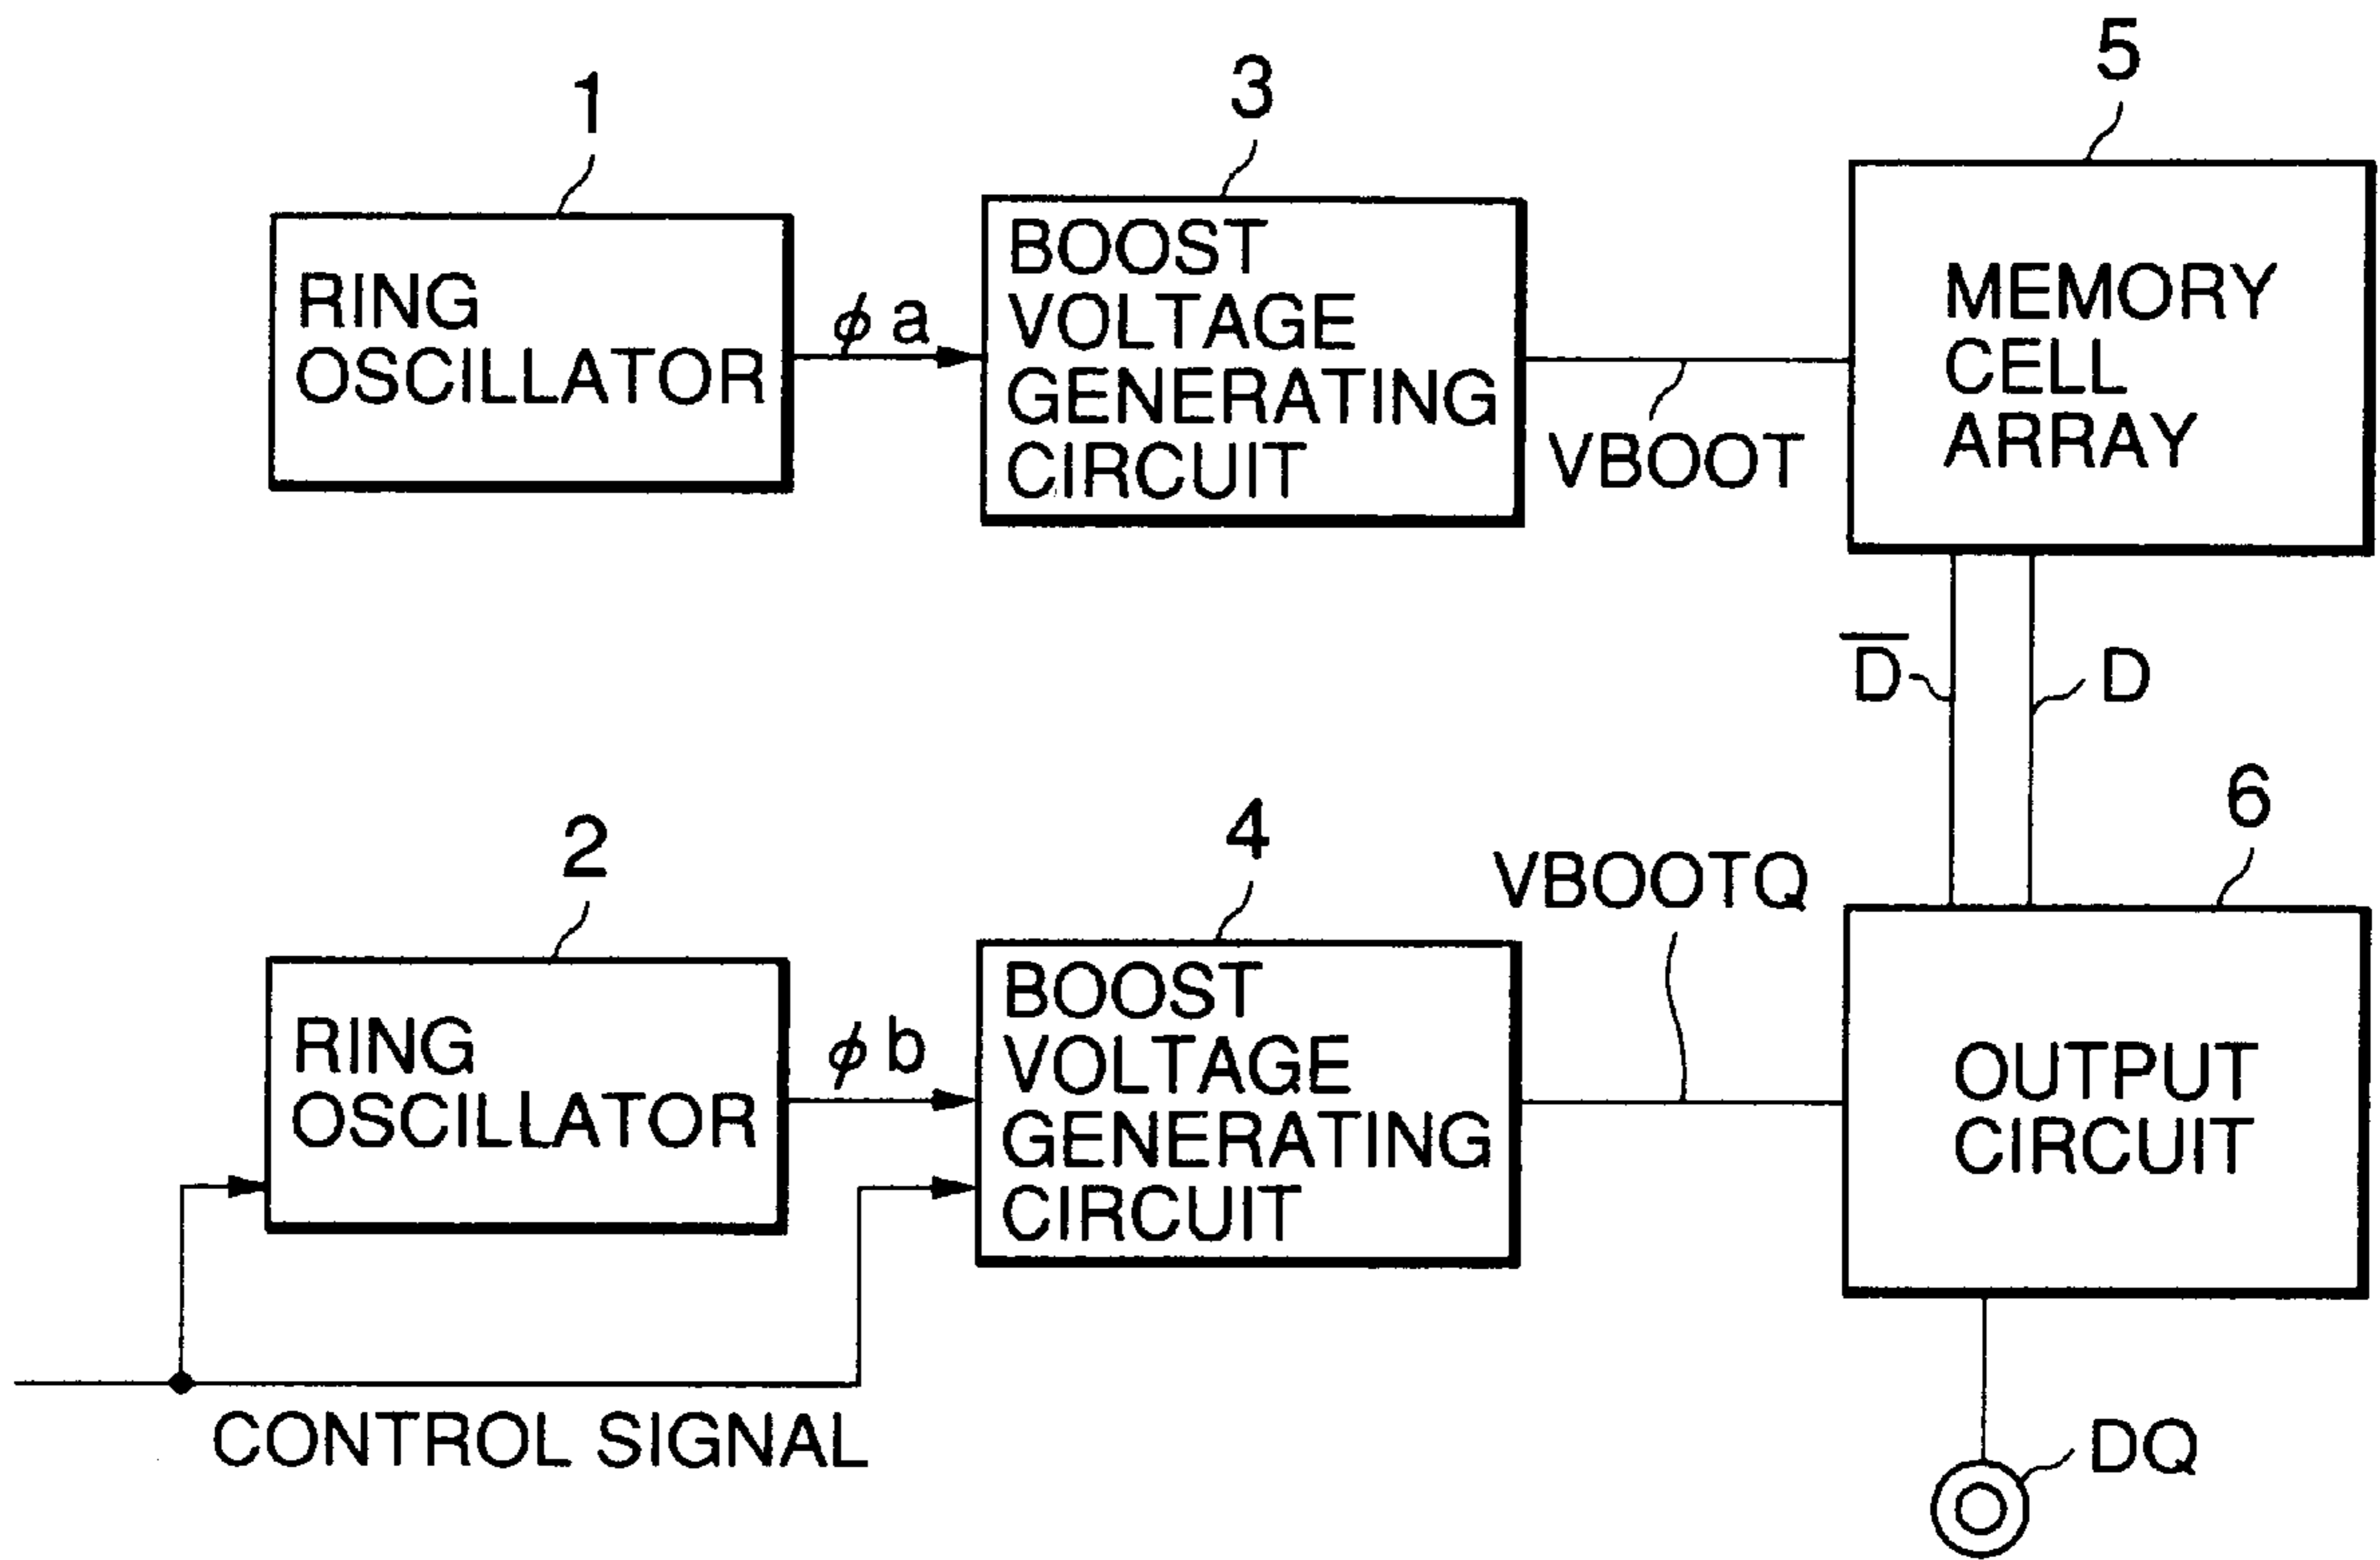 1
3
5
RING
OSCILLATOR
φa
BOOST
VOLTAGE
GENERATING
CIRCUIT
VBOOT
MEMORY
CELL
ARRAY
D̅
D
2
4
6
VBOOTQ
RING
OSCILLATOR
φb
BOOST
VOLTAGE
GENERATING
CIRCUIT
OUTPUT
CIRCUIT
CONTROL SIGNAL
DQ